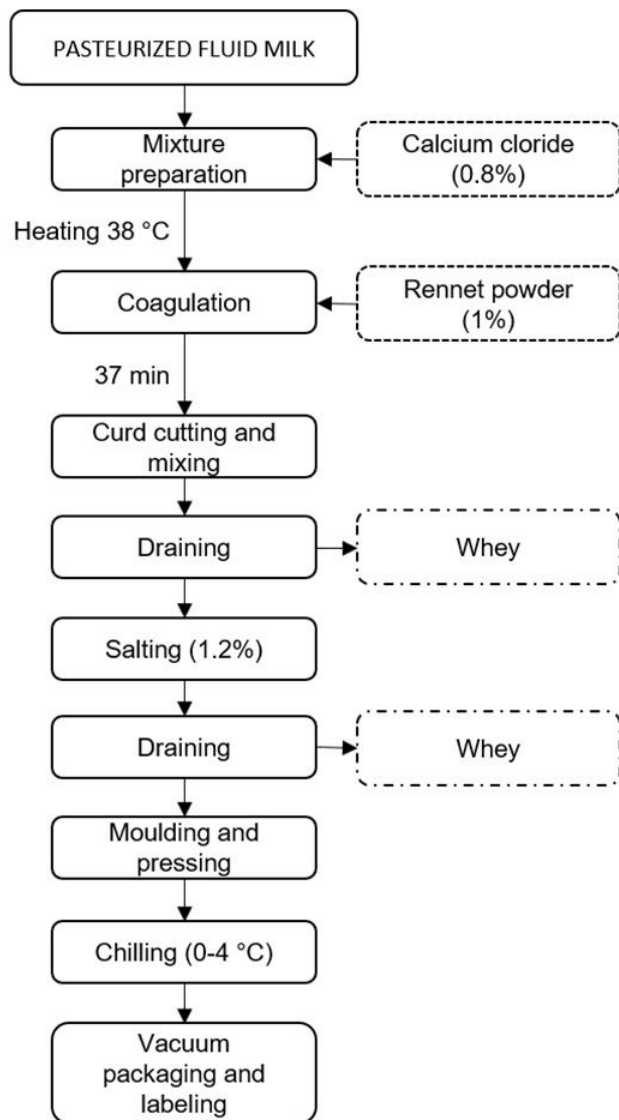 PASTEURIZED FLUID MILK
Mixture
preparation
Calcium cloride
(0.8%)
Heating 38 °C
Coagulation
Rennet powder
(1%)
37 min
Curd cutting and
mixing
Draining
Whey
Salting (1.2%)
Draining
Whey
Moulding and
pressing
Chilling (0-4 °C)
Vacuum
packaging and
labeling